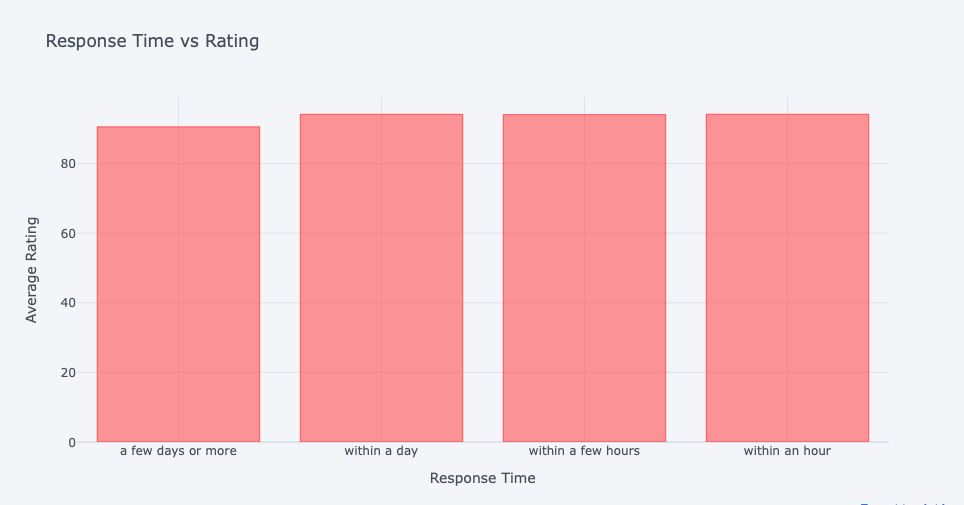 Response Time vs Rating
Average Rating
80
60
40
20
0
a few days or more
within a day
within a few hours
within an hour
Response Time